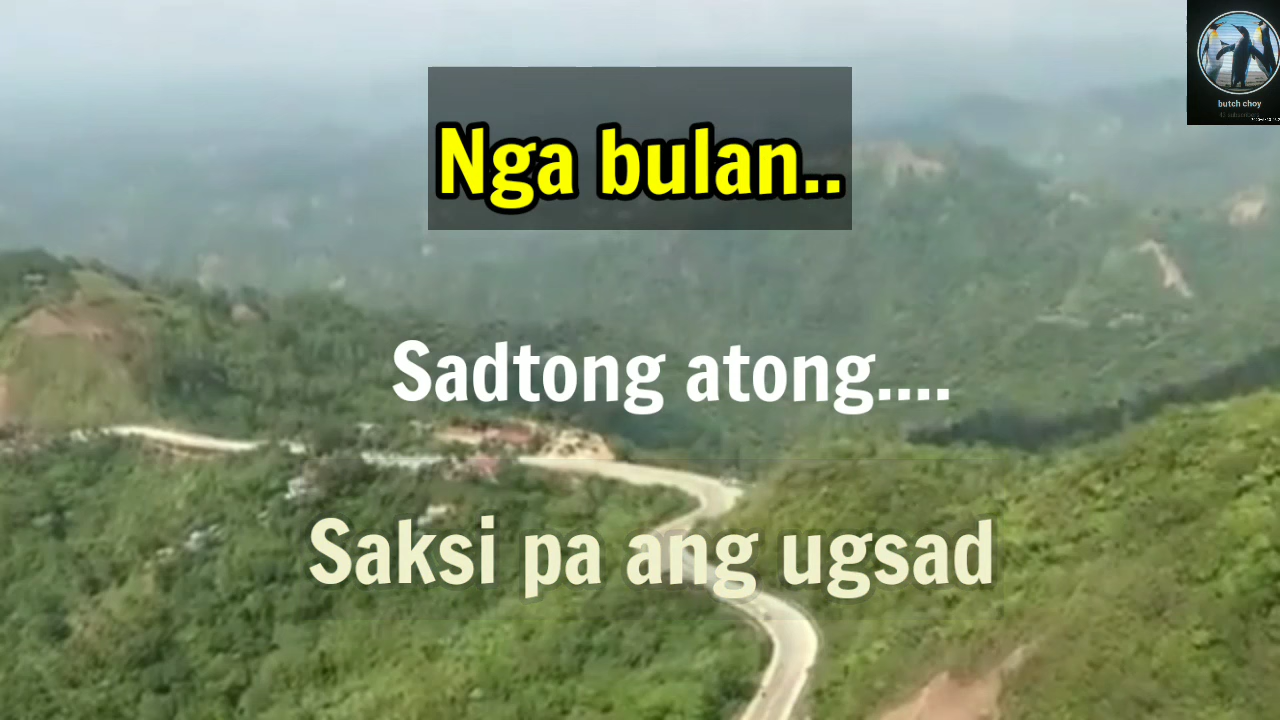 butch choy
Nga bulan..
Sadtong atong....
Saksi pa ang ugsad